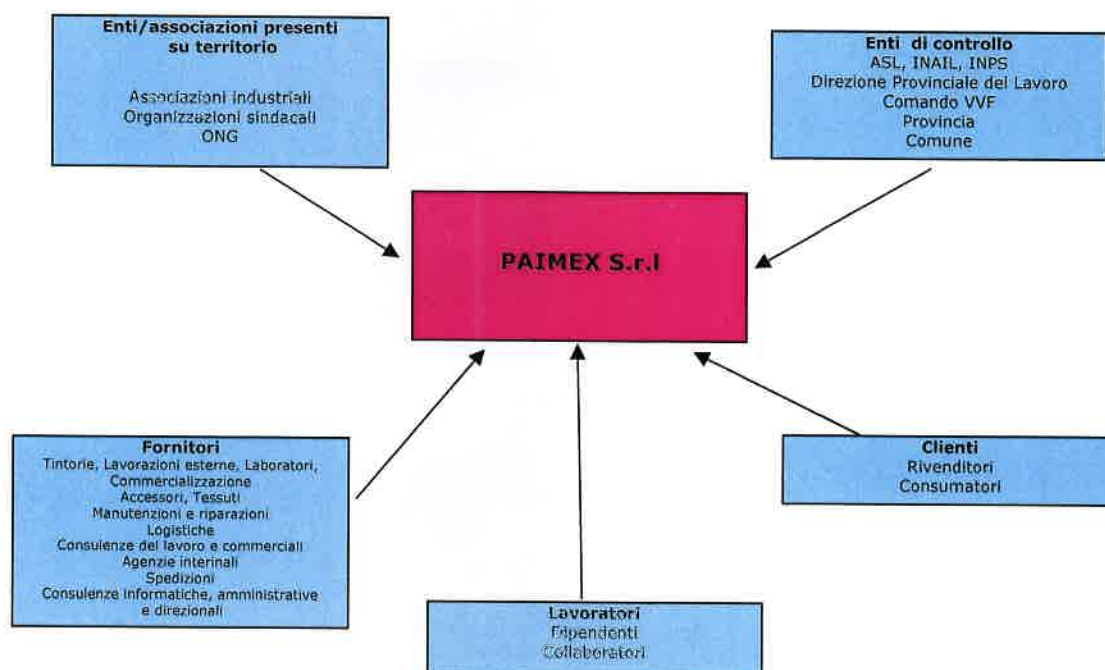 Enti/associazioni presenti
su territorio
Associazioni industriali
Organizzazioni sindacali
ONG
Enti di controllo
ASL, INAIL, INPS
Direzione Provinciale del Lavoro
Comando VVF
Provincia
Comune
PAIMEX S.r.l
Fornitori
Tintorie, Lavorazioni esterne, Laboratori,
Commercializzazione
Accessori, Tessuti
Manutenzioni e riparazioni
Logistiche
Consulenze del lavoro e commerciali
Agenzie interinali
Spedizioni
Consulenze informatiche, amministrative
e direzionali
Clienti
Rivenditori
Consumatori
Lavoratori
Dipendenti
Collaboratori